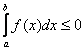 ∫_a^b f(x)dx ≤ 0